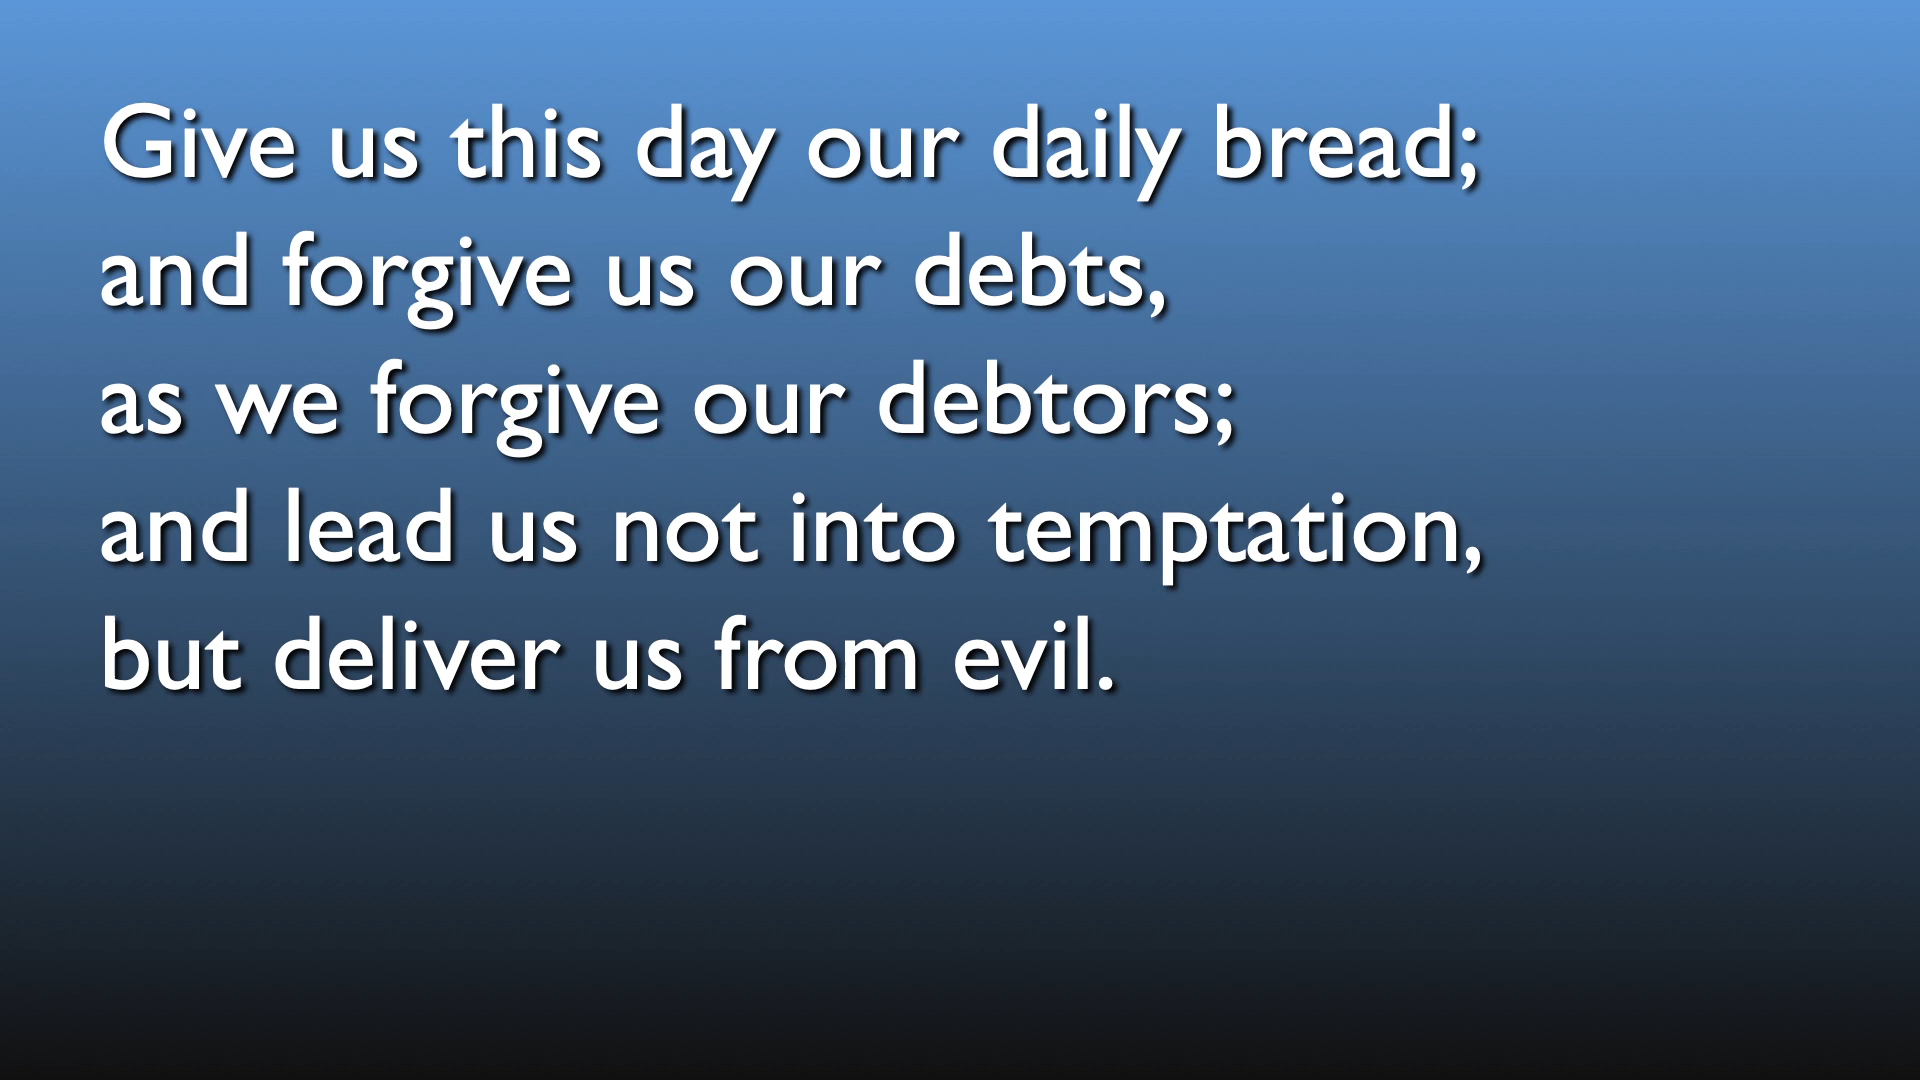 Give us this day our daily bread;
and forgive us our debts,
as we forgive our debtors;
and lead us not into temptation,
but deliver us from evil.